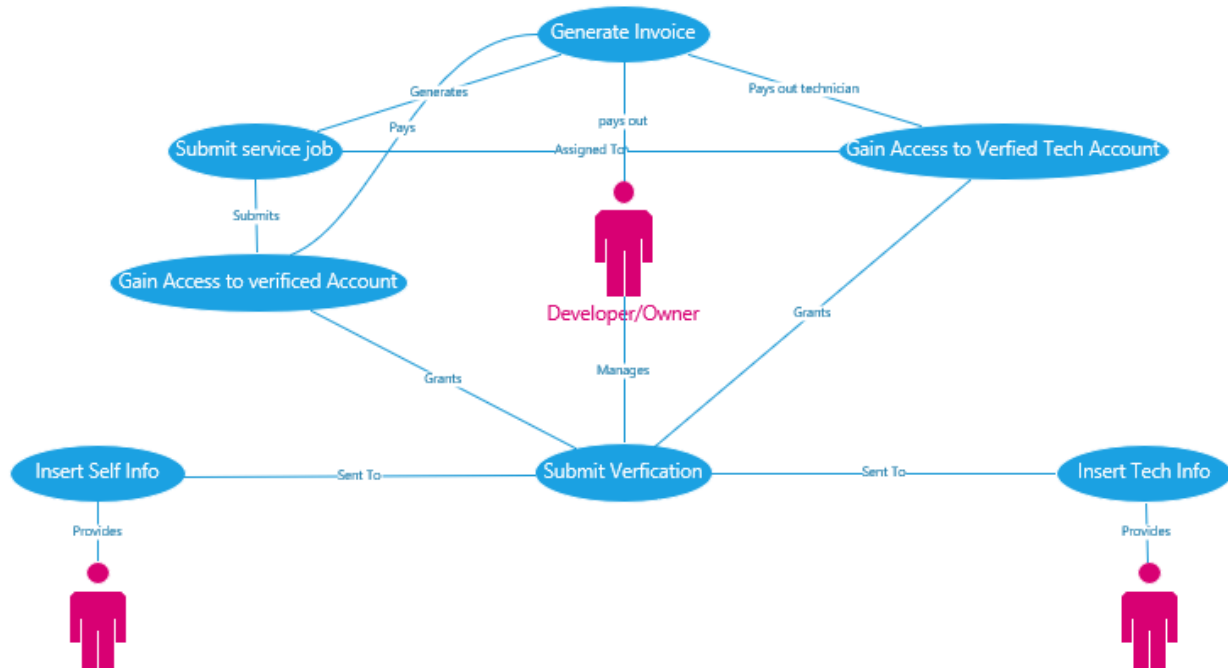 Generate Invoice
Generates
Pays out technician
Pays
pays out
Submit service job
Assigned To
Gain Access to Verfied Tech Account
Submits
Gain Access to verificed Account
Developer/Owner
Grants
Manages
Grants
Insert Self Info
Sent To
Submit Verfication
Sent To
Insert Tech Info
Provides
Provides